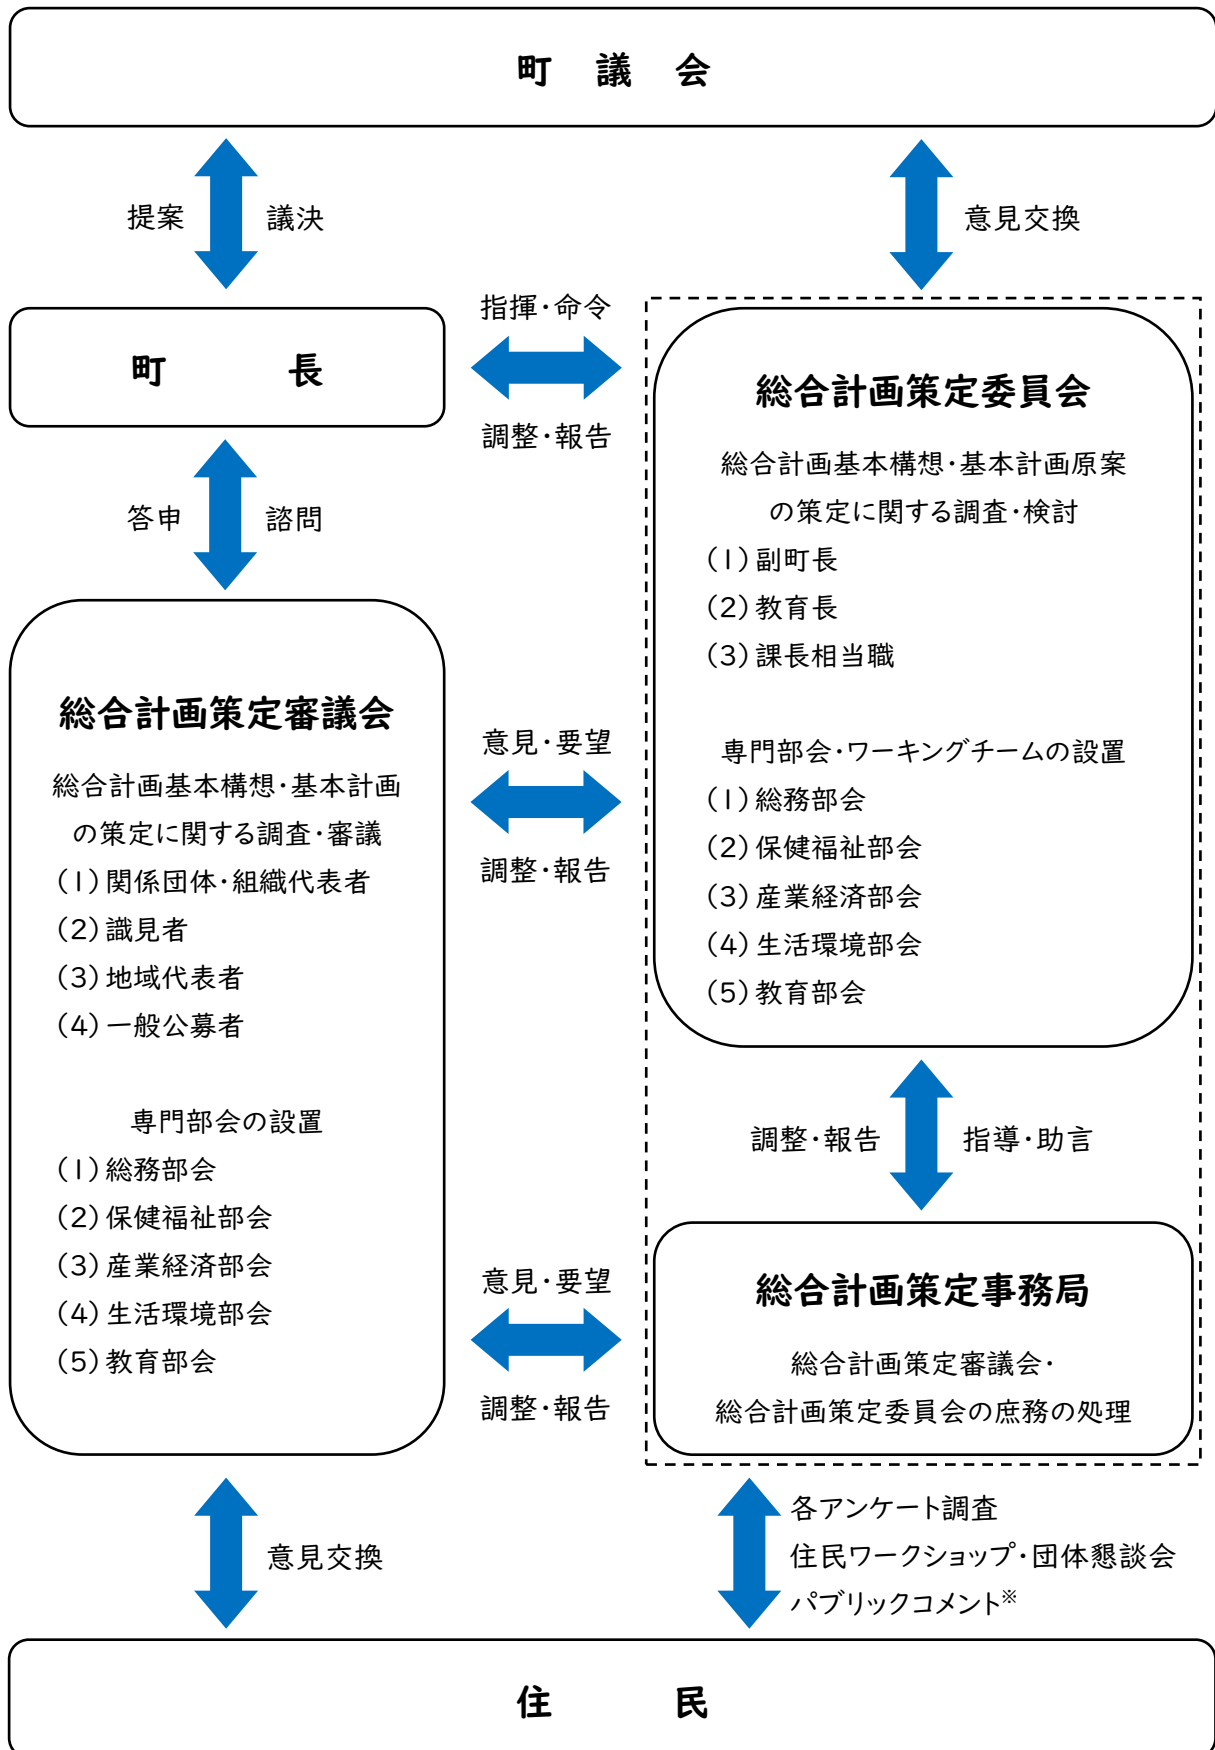 町　議　会
提案
議決
意見交換
町　　　長
指揮・命令
調整・報告
答申
諮問
総合計画策定委員会
総合計画基本構想・基本計画原案
の策定に関する調査・検討
(1)副町長
(2)教育長
(3)課長相当職
専門部会・ワーキングチームの設置
(1)総務部会
(2)保健福祉部会
(3)産業経済部会
(4)生活環境部会
(5)教育部会
総合計画策定審議会
総合計画基本構想・基本計画
の策定に関する調査・審議
(1)関係団体・組織代表者
(2)識見者
(3)地域代表者
(4)一般公募者
専門部会の設置
(1)総務部会
(2)保健福祉部会
(3)産業経済部会
(4)生活環境部会
(5)教育部会
意見・要望
調整・報告
調整・報告
指導・助言
意見・要望
調整・報告
総合計画策定事務局
総合計画策定審議会・
総合計画策定委員会の庶務の処理
意見交換
各アンケート調査
住民ワークショップ・団体懇談会
パブリックコメント※
住　　　民